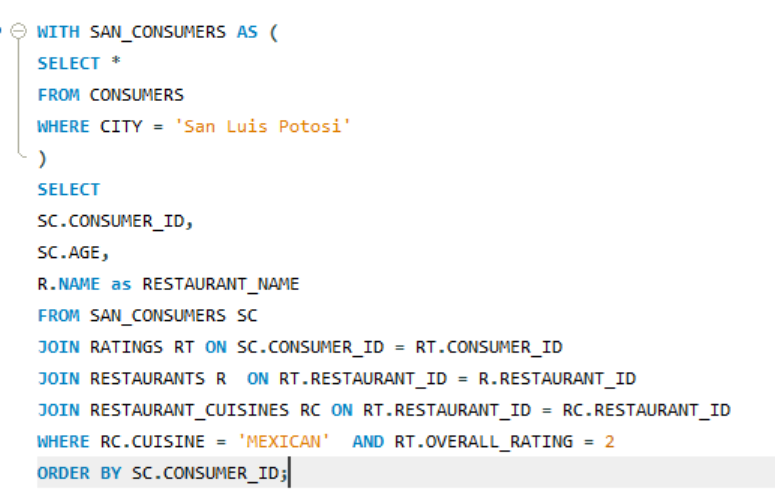 WITH SAN_CONSUMERS AS (
SELECT *
FROM CONSUMERS
WHERE CITY = 'San Luis Potosi'
)
SELECT
SC.CONSUMER_ID,
SC.AGE,
R.NAME as RESTAURANT_NAME
FROM SAN_CONSUMERS SC
JOIN RATINGS RT ON SC.CONSUMER_ID = RT.CONSUMER_ID
JOIN RESTAURANTS R  ON RT.RESTAURANT_ID = R.RESTAURANT_ID
JOIN RESTAURANT_CUISINES RC ON RT.RESTAURANT_ID = RC.RESTAURANT_ID
WHERE RC.CUISINE = 'MEXICAN'  AND RT.OVERALL_RATING = 2
ORDER BY SC.CONSUMER_ID;